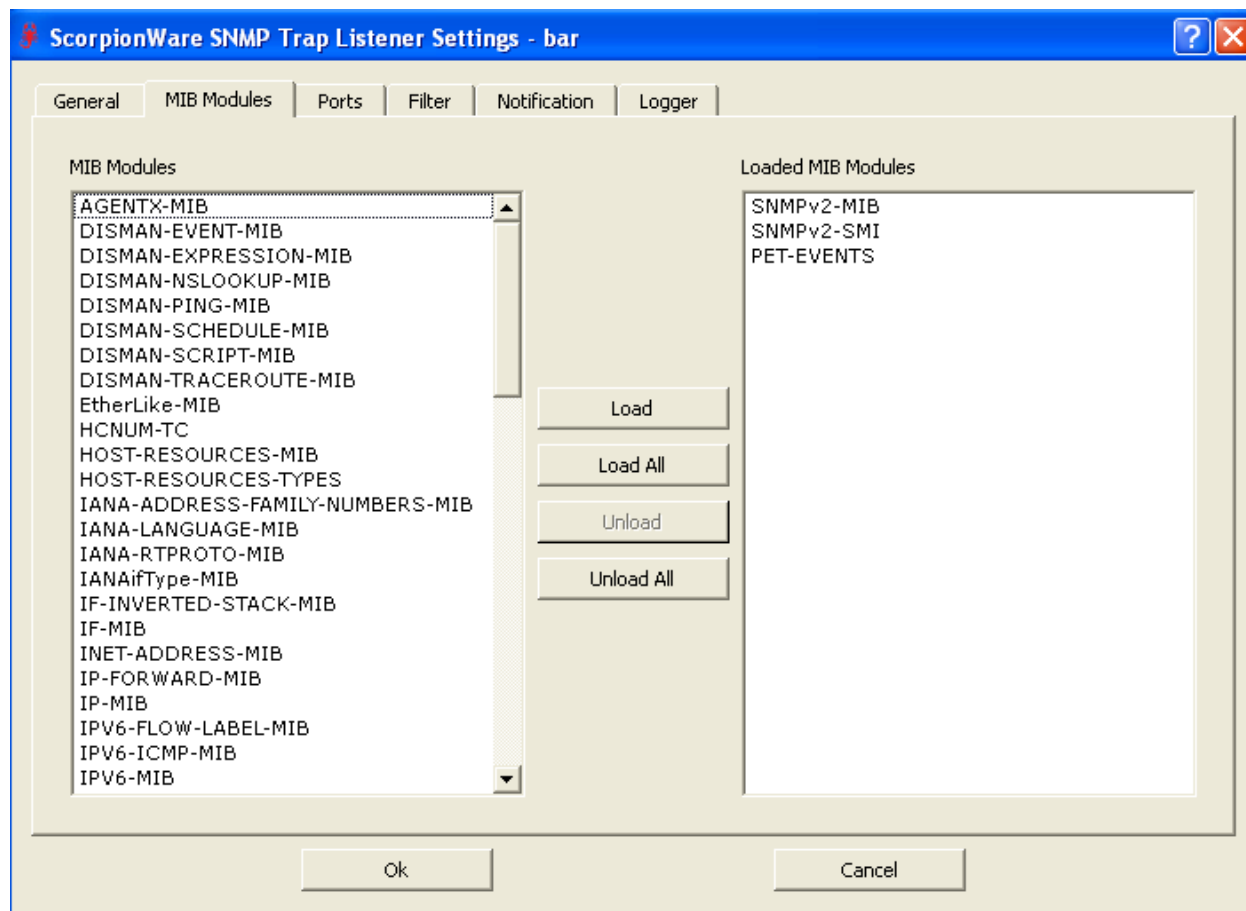 ScorpionWare SNMP Trap Listener Settings - bar
General MIB Modules Ports Filter Notification Logger
MIB Modules
AGENTX-MIB
DISMAN-EVENT-MIB
DISMAN-EXPRESSION-MIB
DISMAN-NSLOOKUP-MIB
DISMAN-PING-MIB
DISMAN-SCHEDULE-MIB
DISMAN-SCRIPT-MIB
DISMAN-TRACEROUTE-MIB
EtherLike-MIB
HCNUM-TC
HOST-RESOURCES-MIB
HOST-RESOURCES-TYPES
IANA-ADDRESS-FAMILY-NUMBERS-MIB
IANA-LANGUAGE-MIB
IANA-RTPROTO-MIB
IANAifType-MIB
IF-INVERTED-STACK-MIB
IF-MIB
INET-ADDRESS-MIB
IP-FORWARD-MIB
IP-MIB
IPV6-FLOW-LABEL-MIB
IPV6-ICMP-MIB
IPV6-MIB
Load
Load All
Unload
Unload All
Loaded MIB Modules
SNMPv2-MIB
SNMPv2-SMI
PET-EVENTS
Ok
Cancel